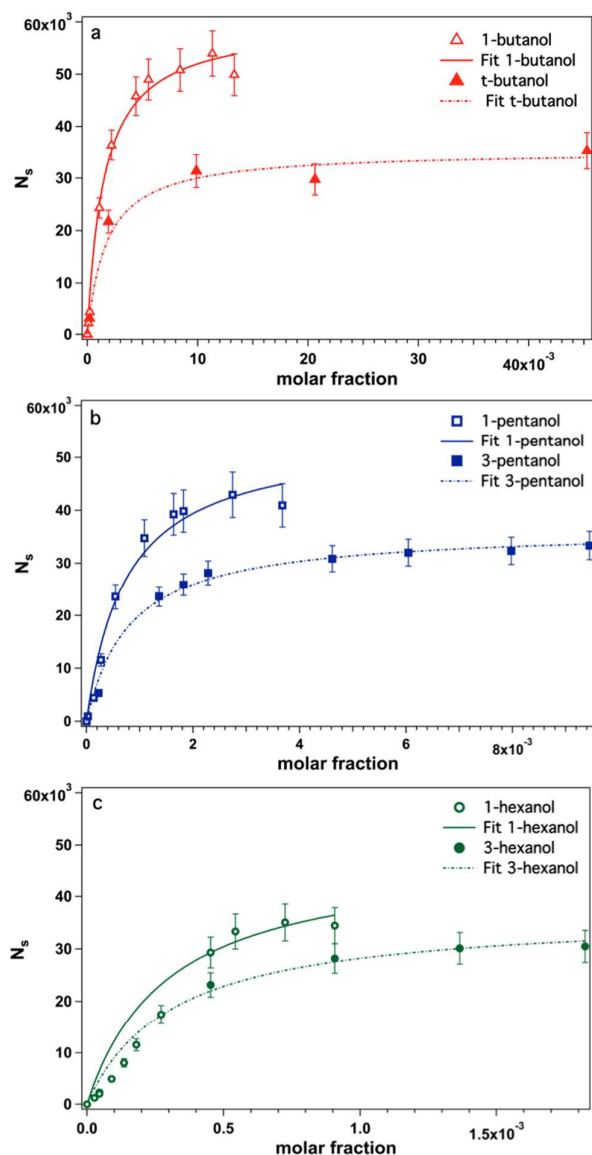 60x10³
a
1-butanol
Fit 1-butanol
t-butanol
Fit t-butanol
50
40
30
20
10
0
Ns
0 10 20 30 40x10⁻³
molar fraction
60x10³
b
1-pentanol
Fit 1-pentanol
3-pentanol
Fit 3-pentanol
50
40
30
20
10
0
Ns
0 2 4 6 8x10⁻³
molar fraction
60x10³
c
1-hexanol
Fit 1-hexanol
3-hexanol
Fit 3-hexanol
50
40
30
20
10
0
Ns
0.0 0.5 1.0 1.5x10⁻³
molar fraction